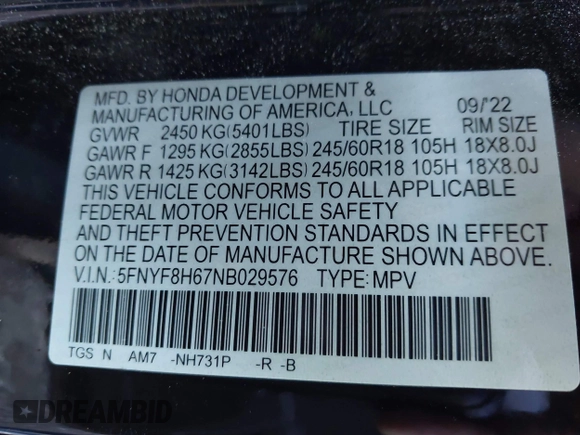 MFD. BY HONDA DEVELOPMENT &
MANUFACTURING OF AMERICA, LLC 09/'22
GVWR 2450 KG(5401LBS) TIRE SIZE RIM SIZE
GAWR F 1295 KG(2855LBS) 245/60R18 105H 18X8.0J
GAWR R 1425 KG(3142LBS) 245/60R18 105H 18X8.0J
THIS VEHICLE CONFORMS TO ALL APPLICABLE
FEDERAL MOTOR VEHICLE SAFETY
AND THEFT PREVENTION STANDARDS IN EFFECT
ON THE DATE OF MANUFACTURE SHOWN ABOVE.
V.I.N.:5FNYF8H67NB029576 TYPE:MPV
TGS N AM7 -NH731P -R -B
DREAMBID